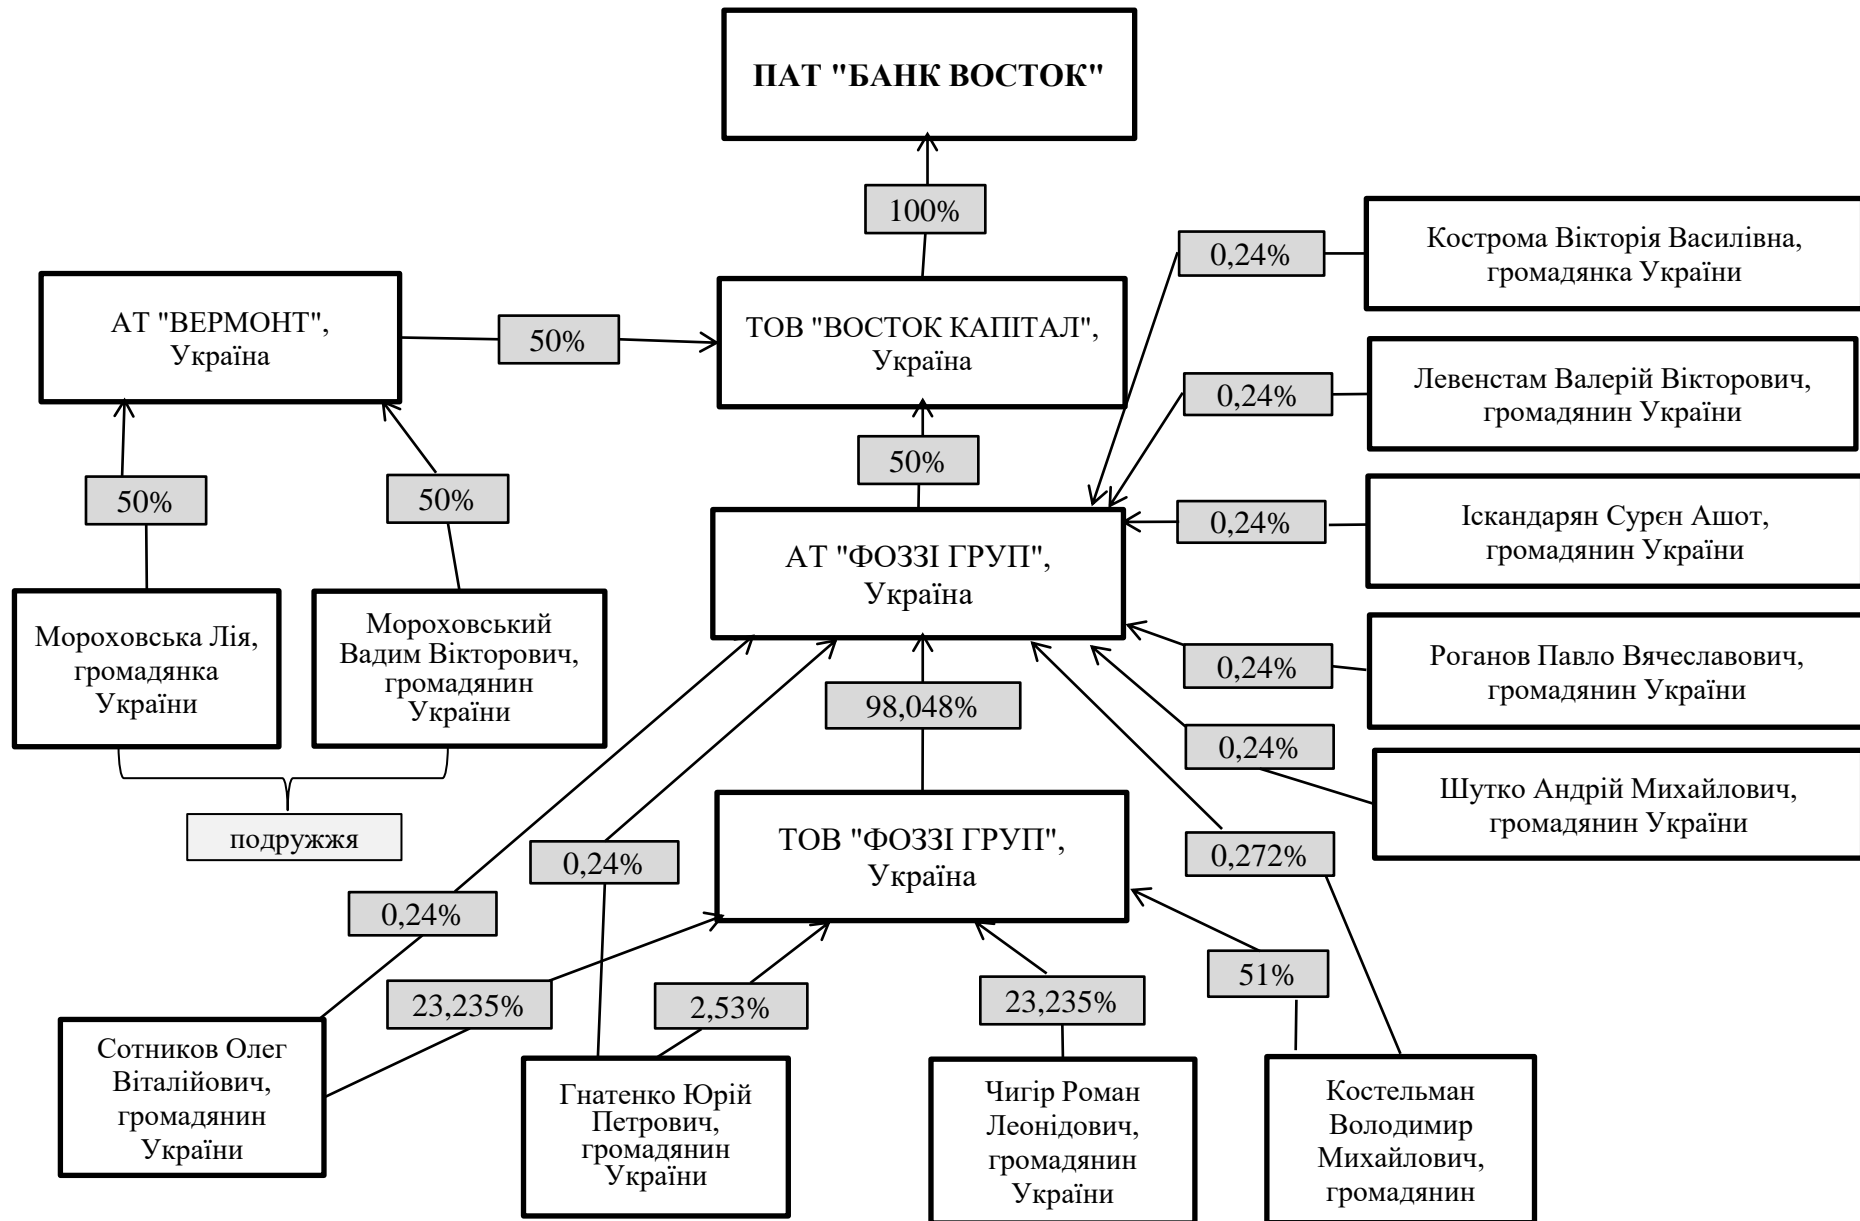 ПАТ "БАНК ВОСТОК"
100%
Кострома Вікторія Василівна,
громадянка України
0,24%
АТ "ВЕРМОНТ",
Україна
50%
ТОВ "ВОСТОК КАПІТАЛ",
Україна
0,24%
Левенстам Валерій Вікторович,
громадянин України
50%
50%
50%
0,24%
Іскандарян Сурєн Ашот,
громадянин України
АТ "ФОЗЗІ ГРУП",
Україна
Мороховська Лія,
громадянка
України
Мороховський
Вадим Вікторович,
громадянин
України
0,24%
Роганов Павло Вячеславович,
громадянин України
98,048%
0,24%
Шутко Андрій Михайлович,
громадянин України
подружжя
ТОВ "ФОЗЗІ ГРУП",
Україна
0,24%
0,272%
0,24%
51%
23,235%
2,53%
23,235%
Сотников Олег
Віталійович,
громадянин
України
Гнатенко Юрій
Петрович,
громадянин
України
Чигір Роман
Леонідович,
громадянин
України
Костельман
Володимир
Михайлович,
громадянин